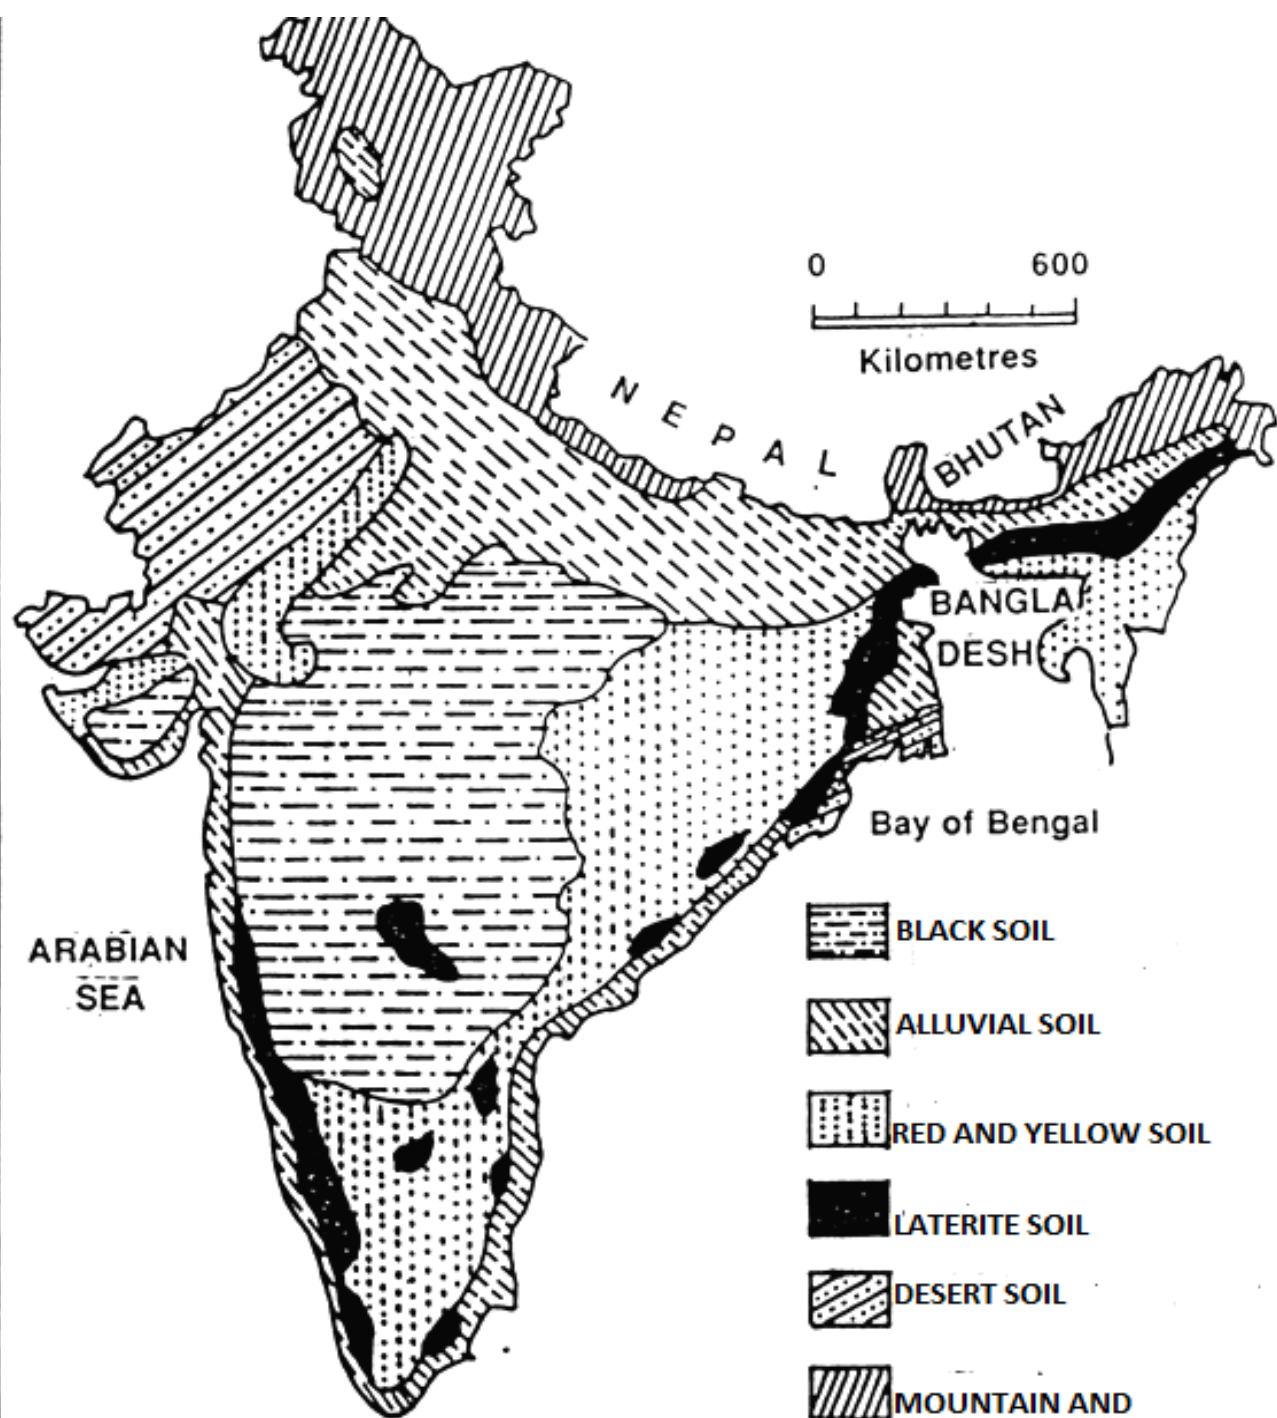 0 600
Kilometres
NEPAL
BHUTAN
BANGLA
DESH
Bay of Bengal
ARABIAN
SEA
BLACK SOIL
ALLUVIAL SOIL
RED AND YELLOW SOIL
LATERITE SOIL
DESERT SOIL
MOUNTAIN AND